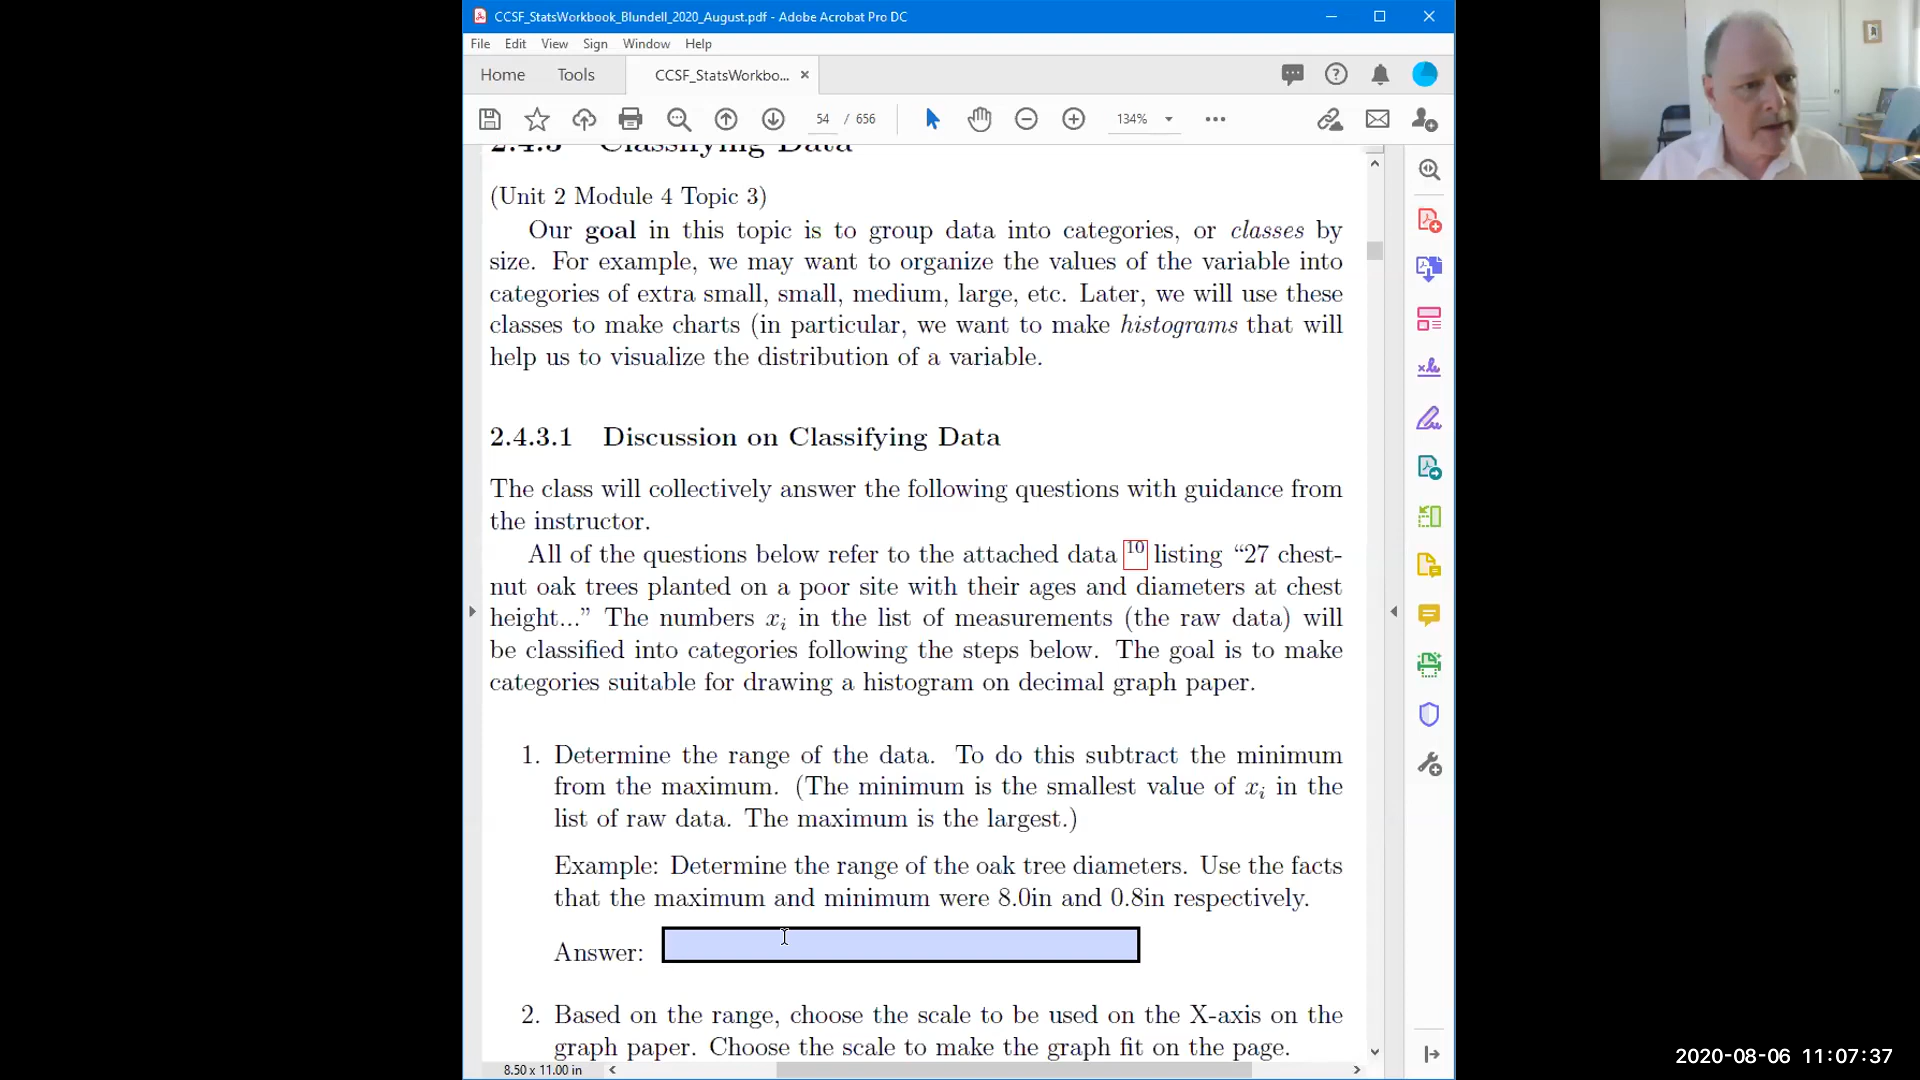 CCSF_StatsWorkbook_Blundell_2020_August.pdf - Adobe Acrobat Pro DC
File Edit View Sign Window Help
Home Tools CCSF_StatsWorkbo... ×
54 / 656 134%
2.4.3 Classifying Data
(Unit 2 Module 4 Topic 3)
Our goal in this topic is to group data into categories, or classes by
size. For example, we may want to organize the values of the variable into
categories of extra small, small, medium, large, etc. Later, we will use these
classes to make charts (in particular, we want to make histograms that will
help us to visualize the distribution of a variable.
2.4.3.1 Discussion on Classifying Data
The class will collectively answer the following questions with guidance from
the instructor.
All of the questions below refer to the attached data 10 listing “27 chest-
nut oak trees planted on a poor site with their ages and diameters at chest
height...” The numbers xi in the list of measurements (the raw data) will
be classified into categories following the steps below. The goal is to make
categories suitable for drawing a histogram on decimal graph paper.
1. Determine the range of the data. To do this subtract the minimum
from the maximum. (The minimum is the smallest value of xi in the
list of raw data. The maximum is the largest.)
Example: Determine the range of the oak tree diameters. Use the facts
that the maximum and minimum were 8.0in and 0.8in respectively.
Answer:
2. Based on the range, choose the scale to be used on the X-axis on the
graph paper. Choose the scale to make the graph fit on the page.
8.50 x 11.00 in
2020-08-06 11:07:37